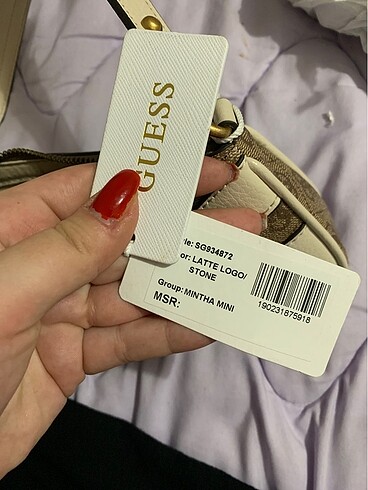 GUESS
le: SG934872
or: LATTE LOGO/
STONE
Group: MINTHA MINI
MSR:
190231875918